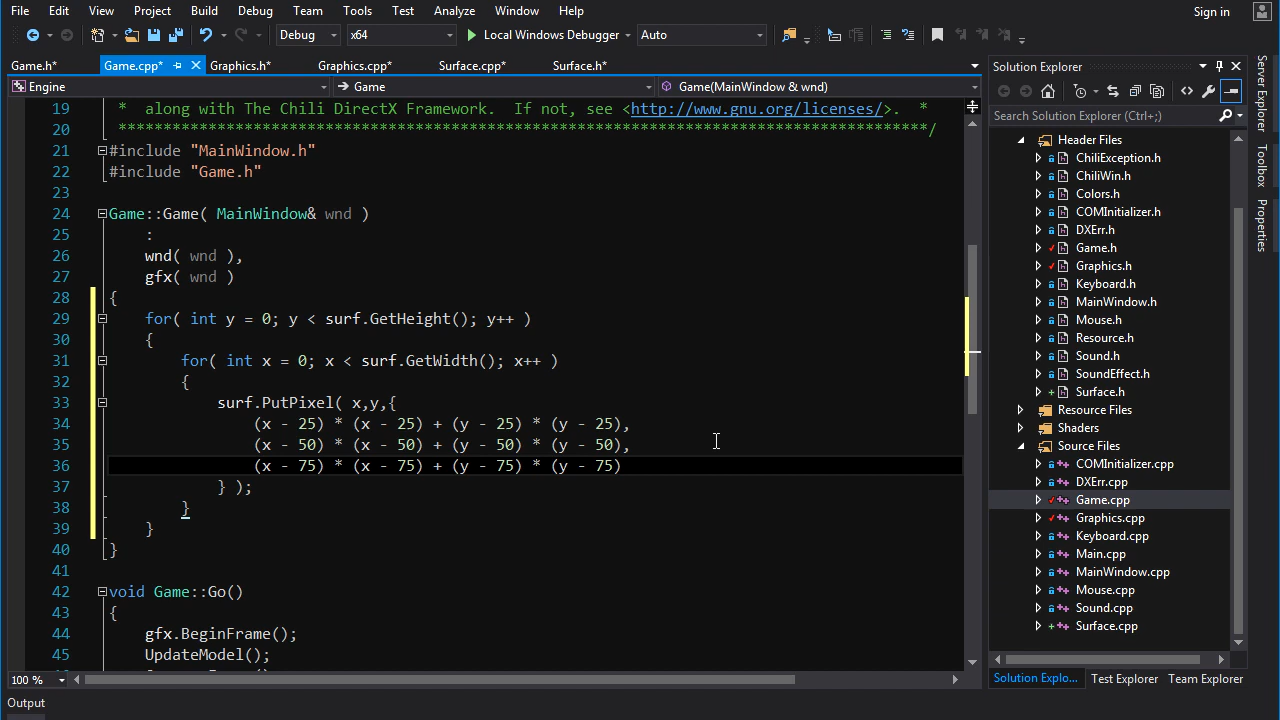 File Edit View Project Build Debug Team Tools Test Analyze Window Help Sign in
Debug x64 Local Windows Debugger Auto
Game.h* Game.cpp* Graphics.h* Graphics.cpp* Surface.cpp* Surface.h*
Engine Game Game(MainWindow & wnd)
19 * along with The Chili DirectX Framework. If not, see <http://www.gnu.org/licenses/>. *
20 ******************************************************************************************/
21 #include "MainWindow.h"
22 #include "Game.h"
23
24 Game::Game( MainWindow& wnd )
25 :
26 wnd( wnd ),
27 gfx( wnd )
28 {
29 for( int y = 0; y < surf.GetHeight(); y++ )
30 {
31 for( int x = 0; x < surf.GetWidth(); x++ )
32 {
33 surf.PutPixel( x,y,{
34 (x - 25) * (x - 25) + (y - 25) * (y - 25),
35 (x - 50) * (x - 50) + (y - 50) * (y - 50),
36 (x - 75) * (x - 75) + (y - 75) * (y - 75)
37 } );
38 }
39 }
40 }
41
42 void Game::Go()
43 {
44 gfx.BeginFrame();
45 UpdateModel();
100 %
Output
Solution Explorer
Search Solution Explorer (Ctrl+;)
Header Files
ChiliException.h
ChiliWin.h
Colors.h
COMInitializer.h
DXErr.h
Game.h
Graphics.h
Keyboard.h
MainWindow.h
Mouse.h
Resource.h
Sound.h
SoundEffect.h
Surface.h
Resource Files
Shaders
Source Files
COMInitializer.cpp
DXErr.cpp
Game.cpp
Graphics.cpp
Keyboard.cpp
Main.cpp
MainWindow.cpp
Mouse.cpp
Sound.cpp
Surface.cpp
Solution Explo... Test Explorer Team Explorer
Server Explorer
Toolbox
Properties